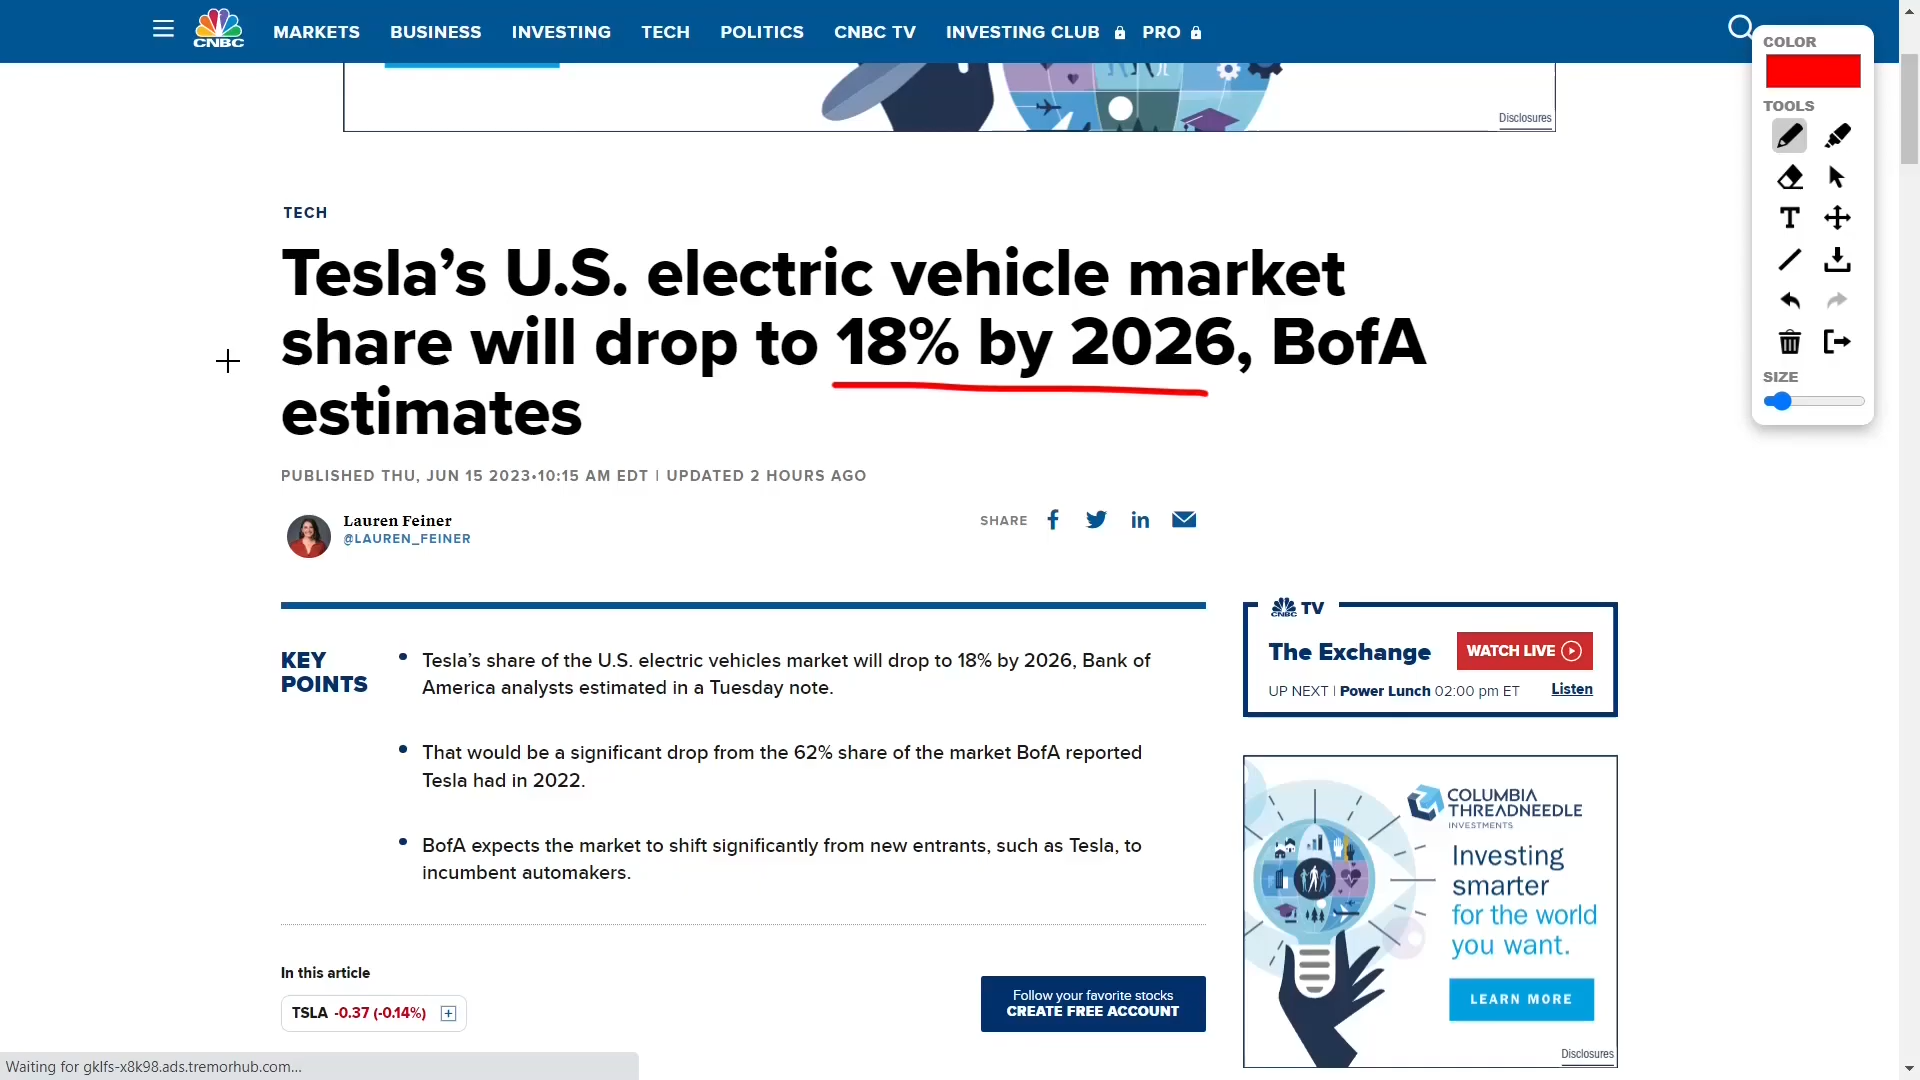 CNBC
MARKETS BUSINESS INVESTING TECH POLITICS CNBC TV INVESTING CLUB PRO
COLOR
TOOLS
SIZE
Disclosures
TECH
Tesla’s U.S. electric vehicle market
share will drop to 18% by 2026, BofA
estimates
PUBLISHED THU, JUN 15 2023•10:15 AM EDT | UPDATED 2 HOURS AGO
Lauren Feiner
@LAUREN_FEINER
SHARE
KEY
POINTS
• Tesla’s share of the U.S. electric vehicles market will drop to 18% by 2026, Bank of
America analysts estimated in a Tuesday note.
• That would be a significant drop from the 62% share of the market BofA reported
Tesla had in 2022.
• BofA expects the market to shift significantly from new entrants, such as Tesla, to
incumbent automakers.
In this article
TSLA -0.37 (-0.14%)
Follow your favorite stocks
CREATE FREE ACCOUNT
CNBC TV
The Exchange
WATCH LIVE
UP NEXT | Power Lunch 02:00 pm ET
Listen
COLUMBIA
THREADNEEDLE
INVESTMENTS
Investing
smarter
for the world
you want.
LEARN MORE
Disclosures
Waiting for gklfs-x8k98.ads.tremorhub.com...